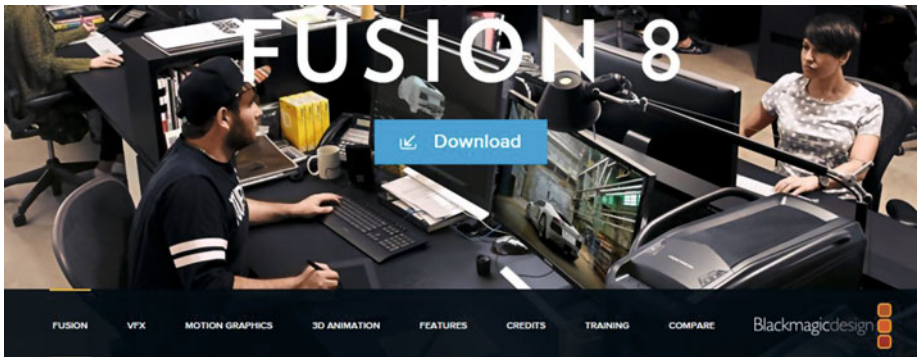 FUSION 8
Download
FUSION VFX MOTION GRAPHICS 3D ANIMATION FEATURES CREDITS TRAINING COMPARE Blackmagicdesign